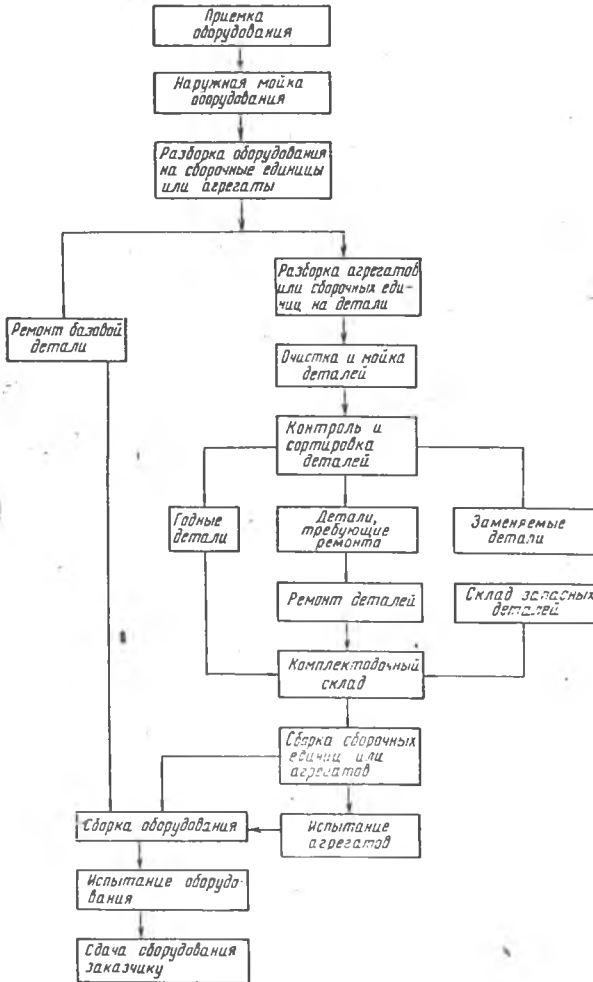 Приемка
оборудования
Наружная мойка
оборудования
Разборка оборудования
на сборочные единицы
или агрегаты
Разборка агрегатов
или сборочных еди-
ниц на детали
Ремонт базовой
детали
Очистка и мойка
деталей
Контроль и
сортировка
деталей
Годные
детали
Детали,
требующие
ремонта
Заменяемые
детали
Ремонт деталей
Склад запасных
деталей
Комплектовочный
склад
Сборка сборочных
единиц или
агрегатов
Сборка оборудования
Испытание
агрегатов
Испытание оборудо-
вания
Сдача оборудования
заказчику